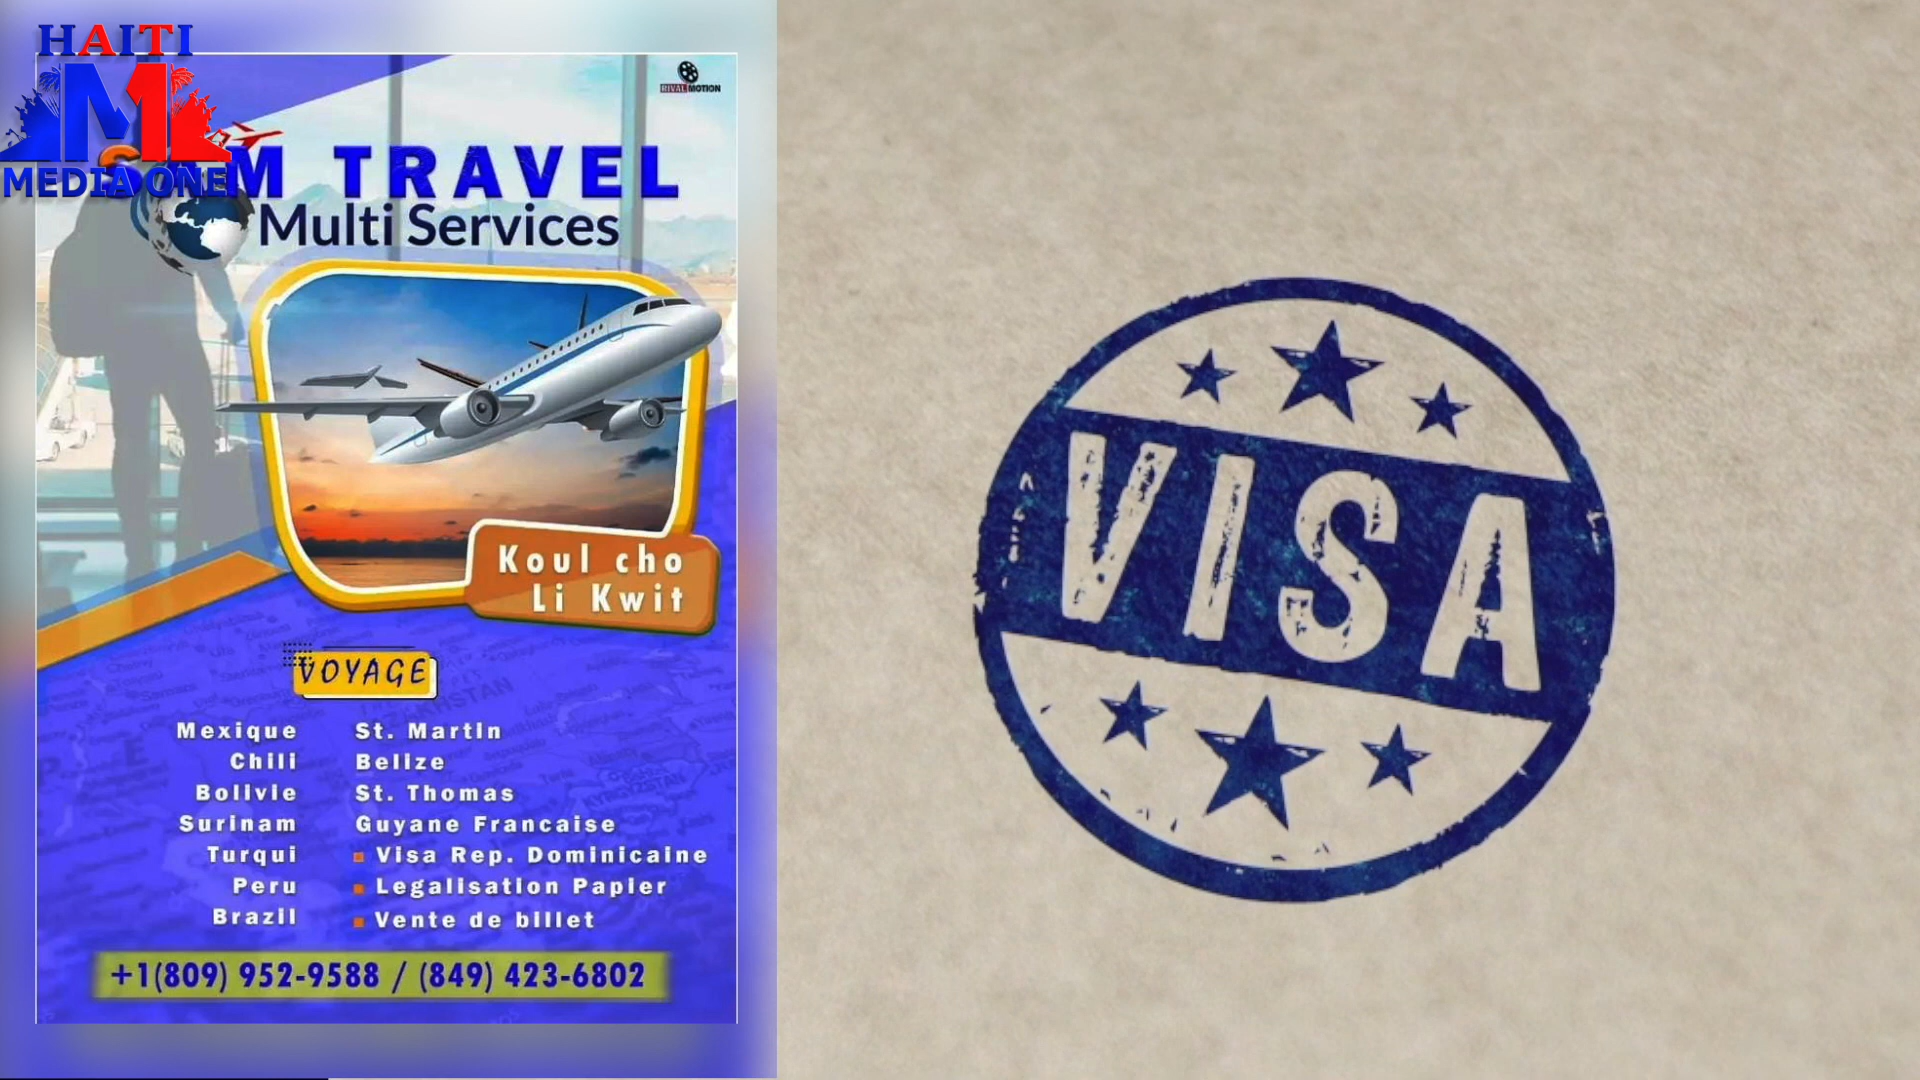 HAITI
MEDIA ONE
RIVAL MOTION
SAM TRAVEL
Multi Services
Koul cho
Li Kwit
VOYAGE
Mexique
Chili
Bolivie
Surinam
Turqui
Peru
Brazil
St. Martin
Belize
St. Thomas
Guyane Francaise
Visa Rep. Dominicaine
Legalisation Papier
Vente de billet
+1(809) 952-9588 / (849) 423-6802
VISA